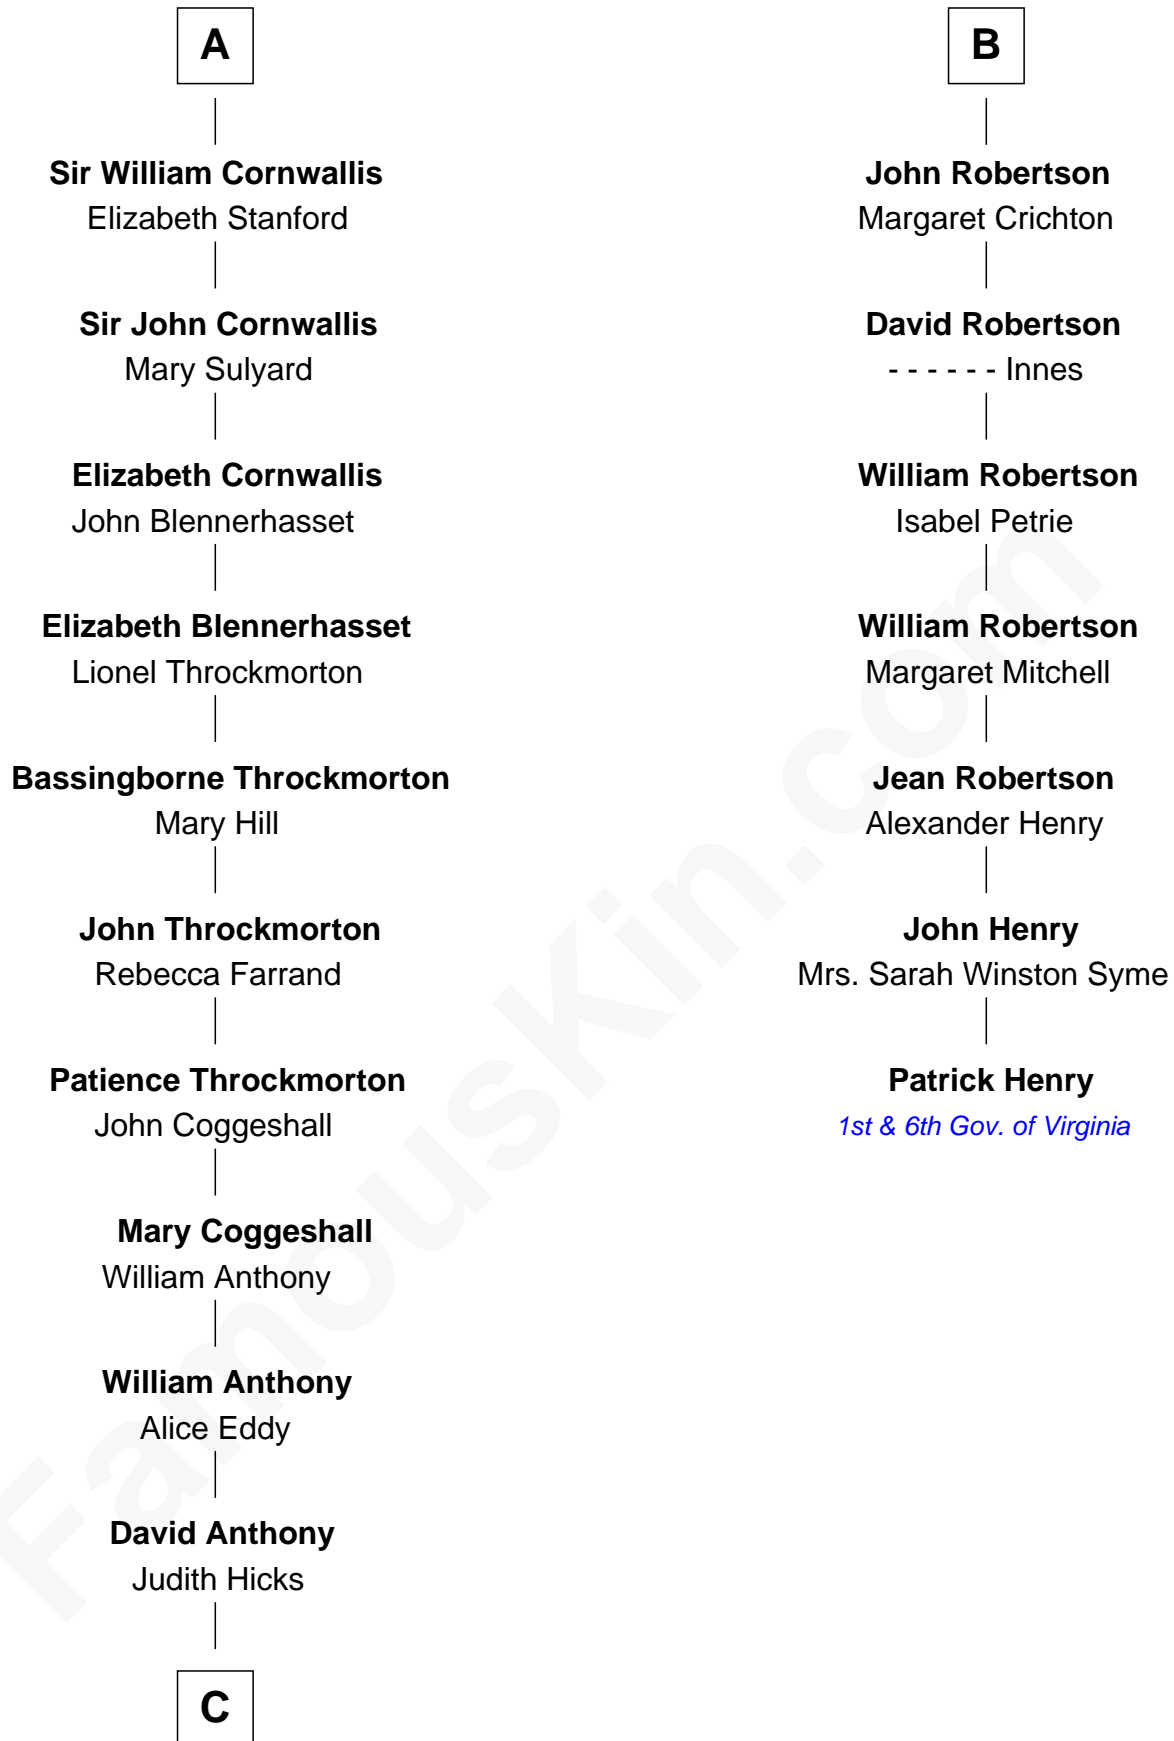 A
Sir William Cornwallis
Elizabeth Stanford
Sir John Cornwallis
Mary Sulyard
Elizabeth Cornwallis
John Blennerhasset
Elizabeth Blennerhasset
Lionel Throckmorton
Bassingborne Throckmorton
Mary Hill
John Throckmorton
Rebecca Farrand
Patience Throckmorton
John Coggeshall
Mary Coggeshall
William Anthony
William Anthony
Alice Eddy
David Anthony
Judith Hicks
C
B
John Robertson
Margaret Crichton
David Robertson
- - - - - - Innes
William Robertson
Isabel Petrie
William Robertson
Margaret Mitchell
Jean Robertson
Alexander Henry
John Henry
Mrs. Sarah Winston Syme
Patrick Henry
1st & 6th Gov. of Virginia
FamousKin.com